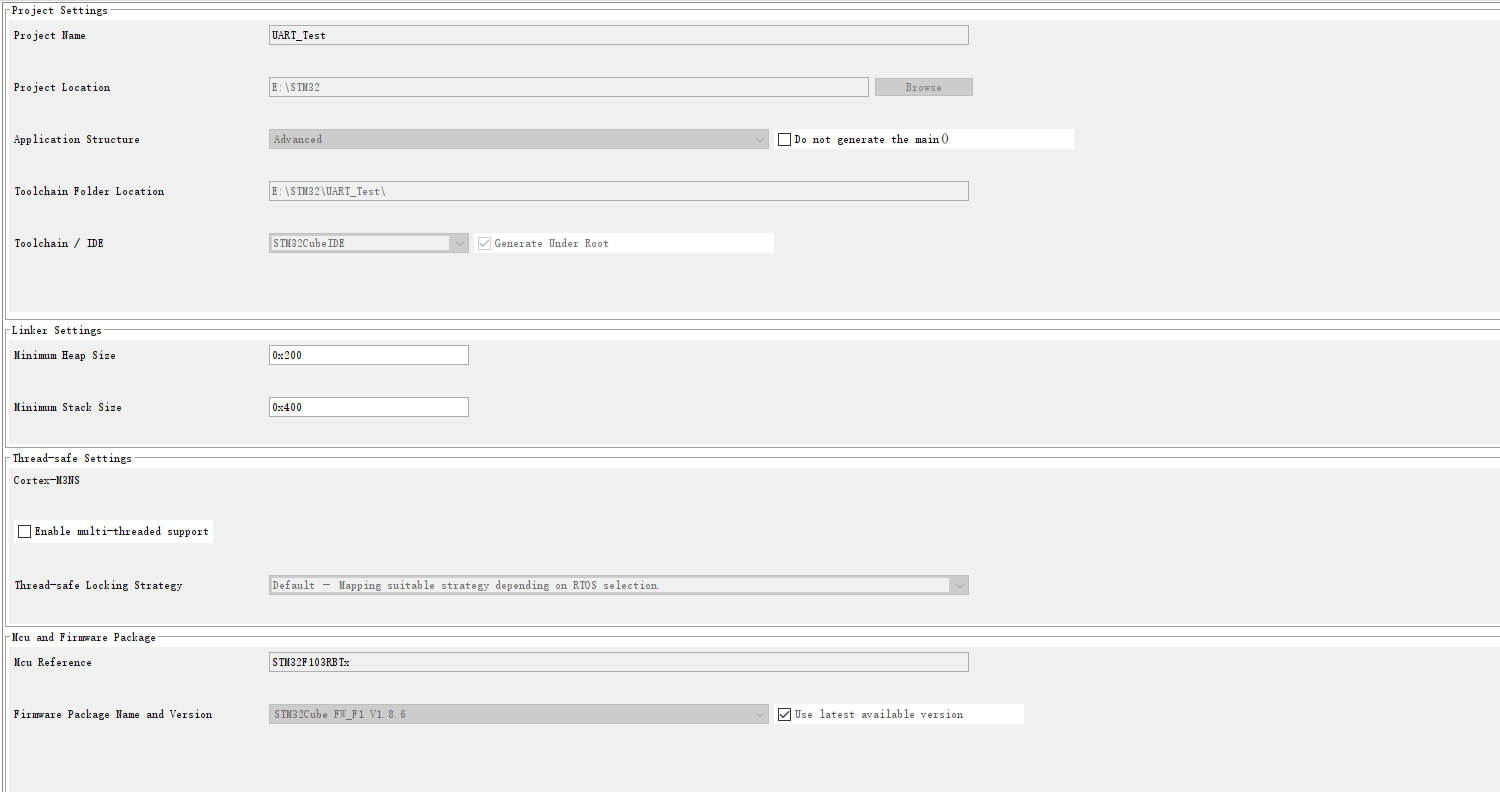 Project Settings
Project Name UART_Test
Project Location E:\STM32 Browse
Application Structure Advanced Do not generate the main()
Toolchain Folder Location E:\STM32\UART_Test\
Toolchain / IDE STM32CubeIDE Generate Under Root
Linker Settings
Minimum Heap Size 0x200
Minimum Stack Size 0x400
Thread-safe Settings
Cortex-M3NS
Enable multi-threaded support
Thread-safe Locking Strategy Default - Mapping suitable strategy depending on RTOS selection.
Mcu and Firmware Package
Mcu Reference STM32F103RBTx
Firmware Package Name and Version STM32Cube FW_F1 V1.8.6 Use latest available version